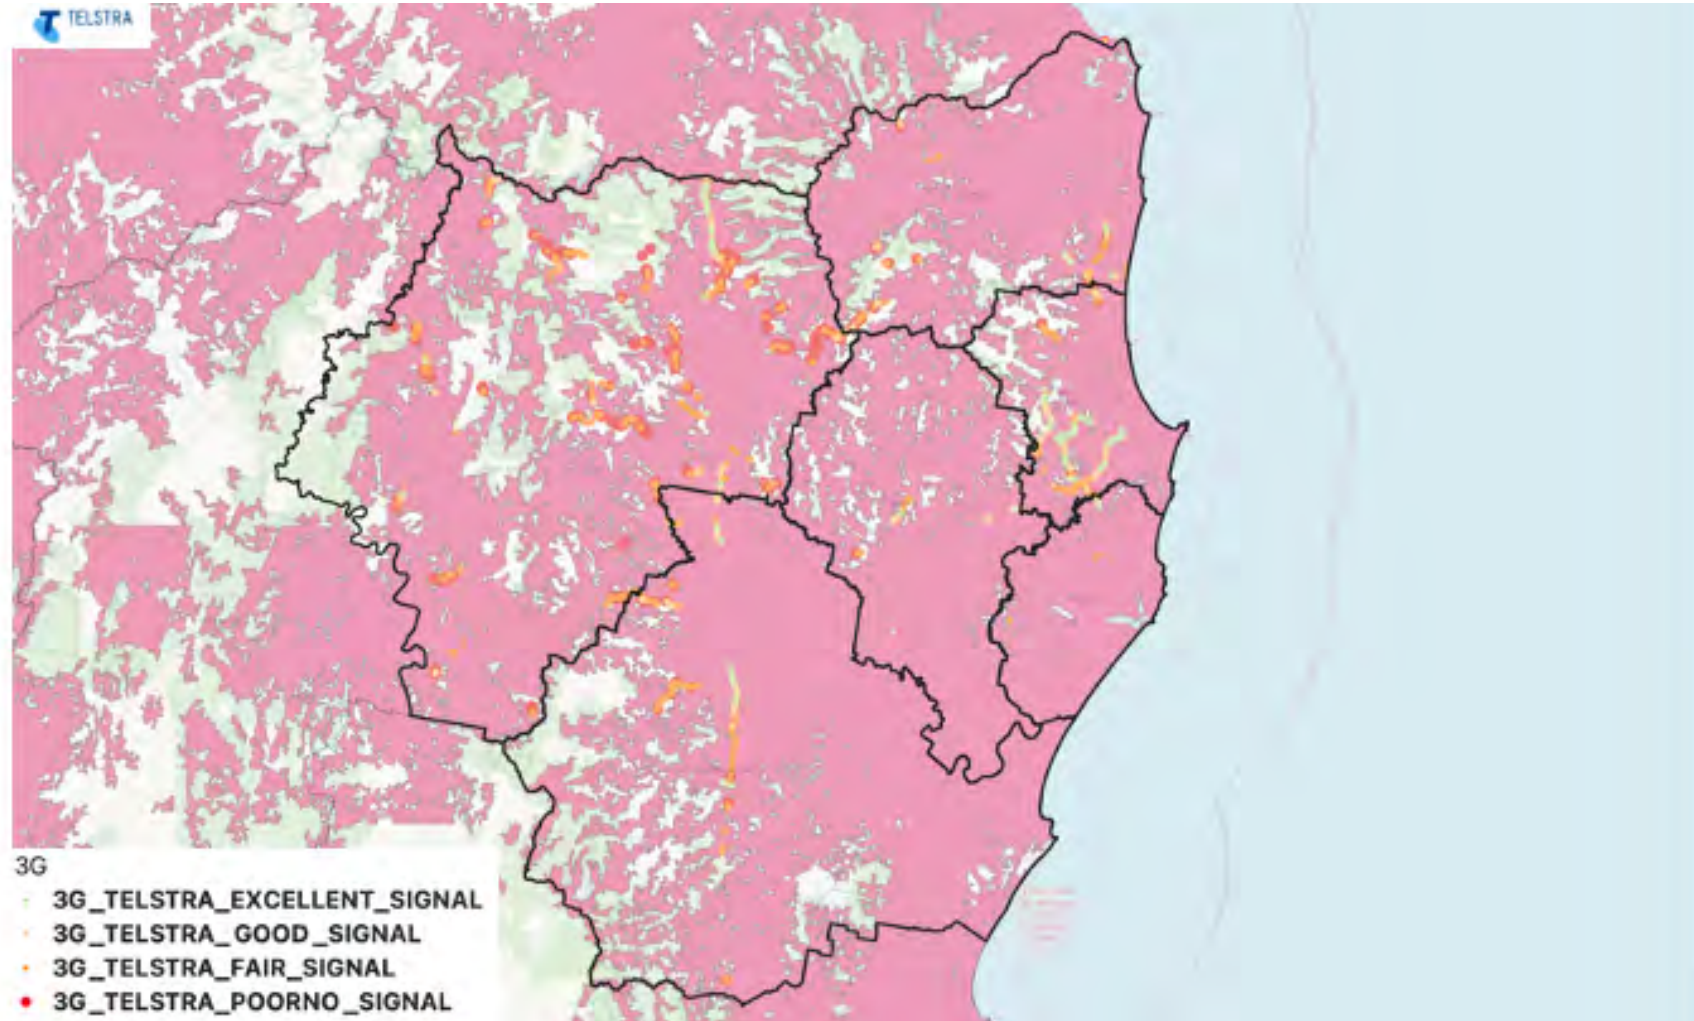 TELSTRA
3G
3G_TELSTRA_EXCELLENT_SIGNAL
3G_TELSTRA_GOOD_SIGNAL
3G_TELSTRA_FAIR_SIGNAL
3G_TELSTRA_POORNO_SIGNAL